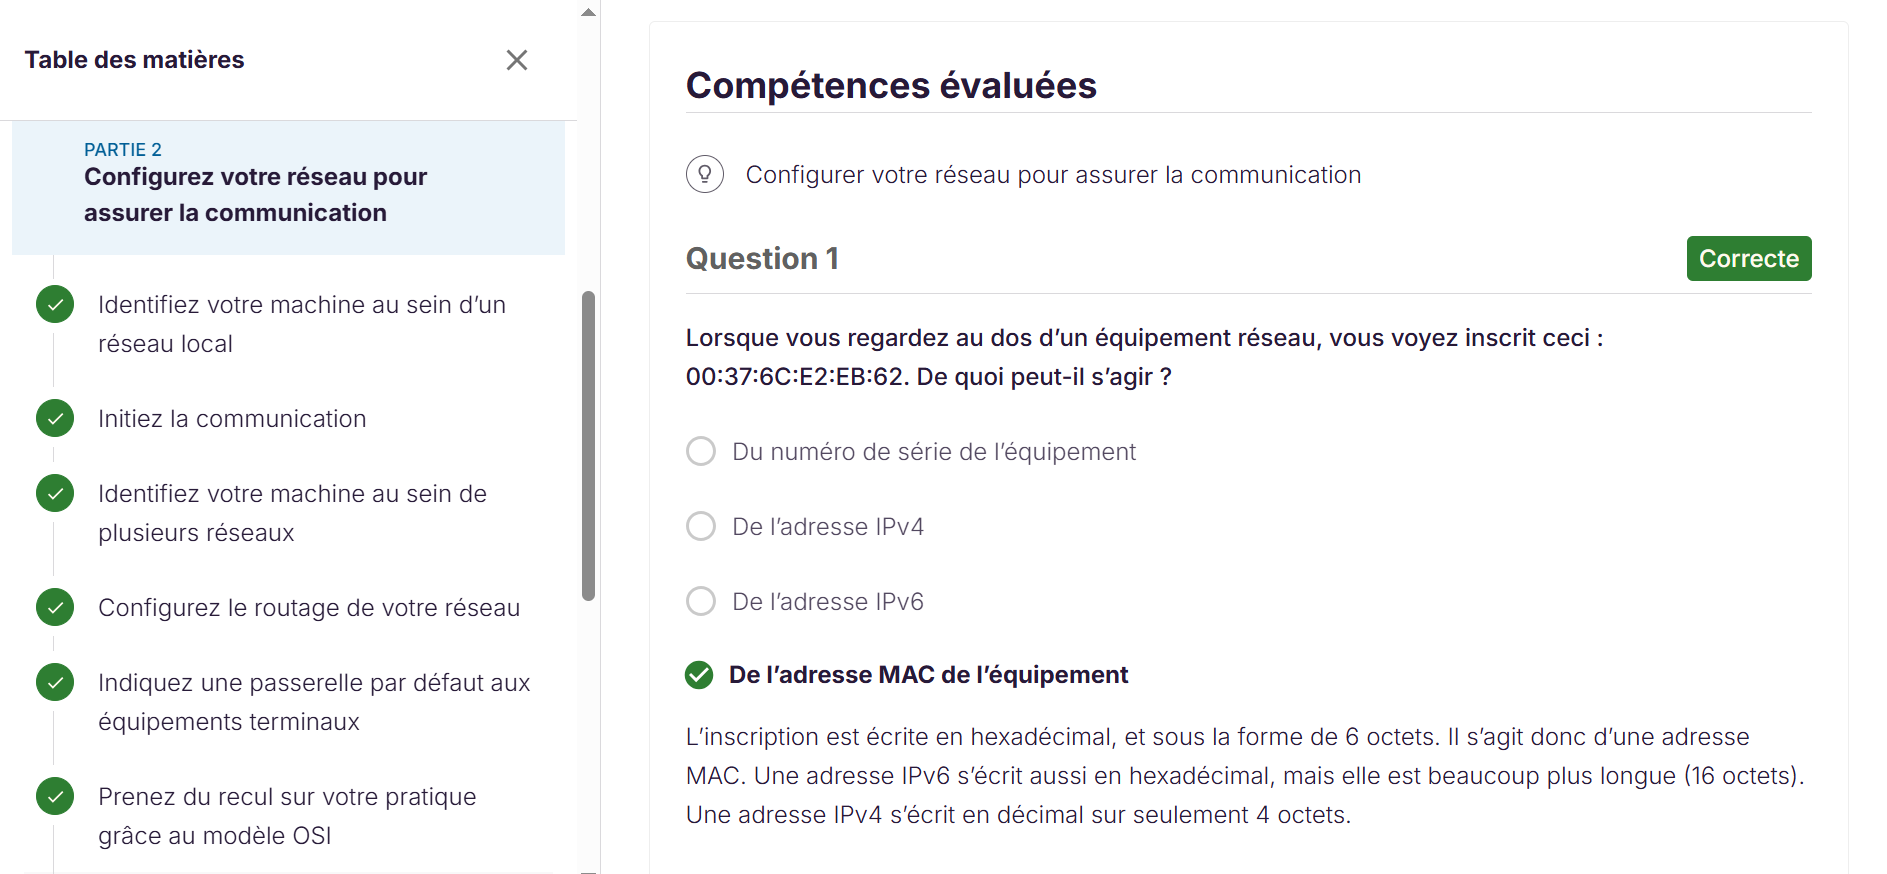 Table des matières
PARTIE 2
Configurez votre réseau pour
assurer la communication
Identifiez votre machine au sein d’un
réseau local
Initiez la communication
Identifiez votre machine au sein de
plusieurs réseaux
Configurez le routage de votre réseau
Indiquez une passerelle par défaut aux
équipements terminaux
Prenez du recul sur votre pratique
grâce au modèle OSI
Compétences évaluées
Configurer votre réseau pour assurer la communication
Question 1
Correcte
Lorsque vous regardez au dos d’un équipement réseau, vous voyez inscrit ceci :
00:37:6C:E2:EB:62. De quoi peut-il s’agir ?
Du numéro de série de l’équipement
De l’adresse IPv4
De l’adresse IPv6
De l’adresse MAC de l’équipement
L’inscription est écrite en hexadécimal, et sous la forme de 6 octets. Il s’agit donc d’une adresse
MAC. Une adresse IPv6 s’écrit aussi en hexadécimal, mais elle est beaucoup plus longue (16 octets).
Une adresse IPv4 s’écrit en décimal sur seulement 4 octets.